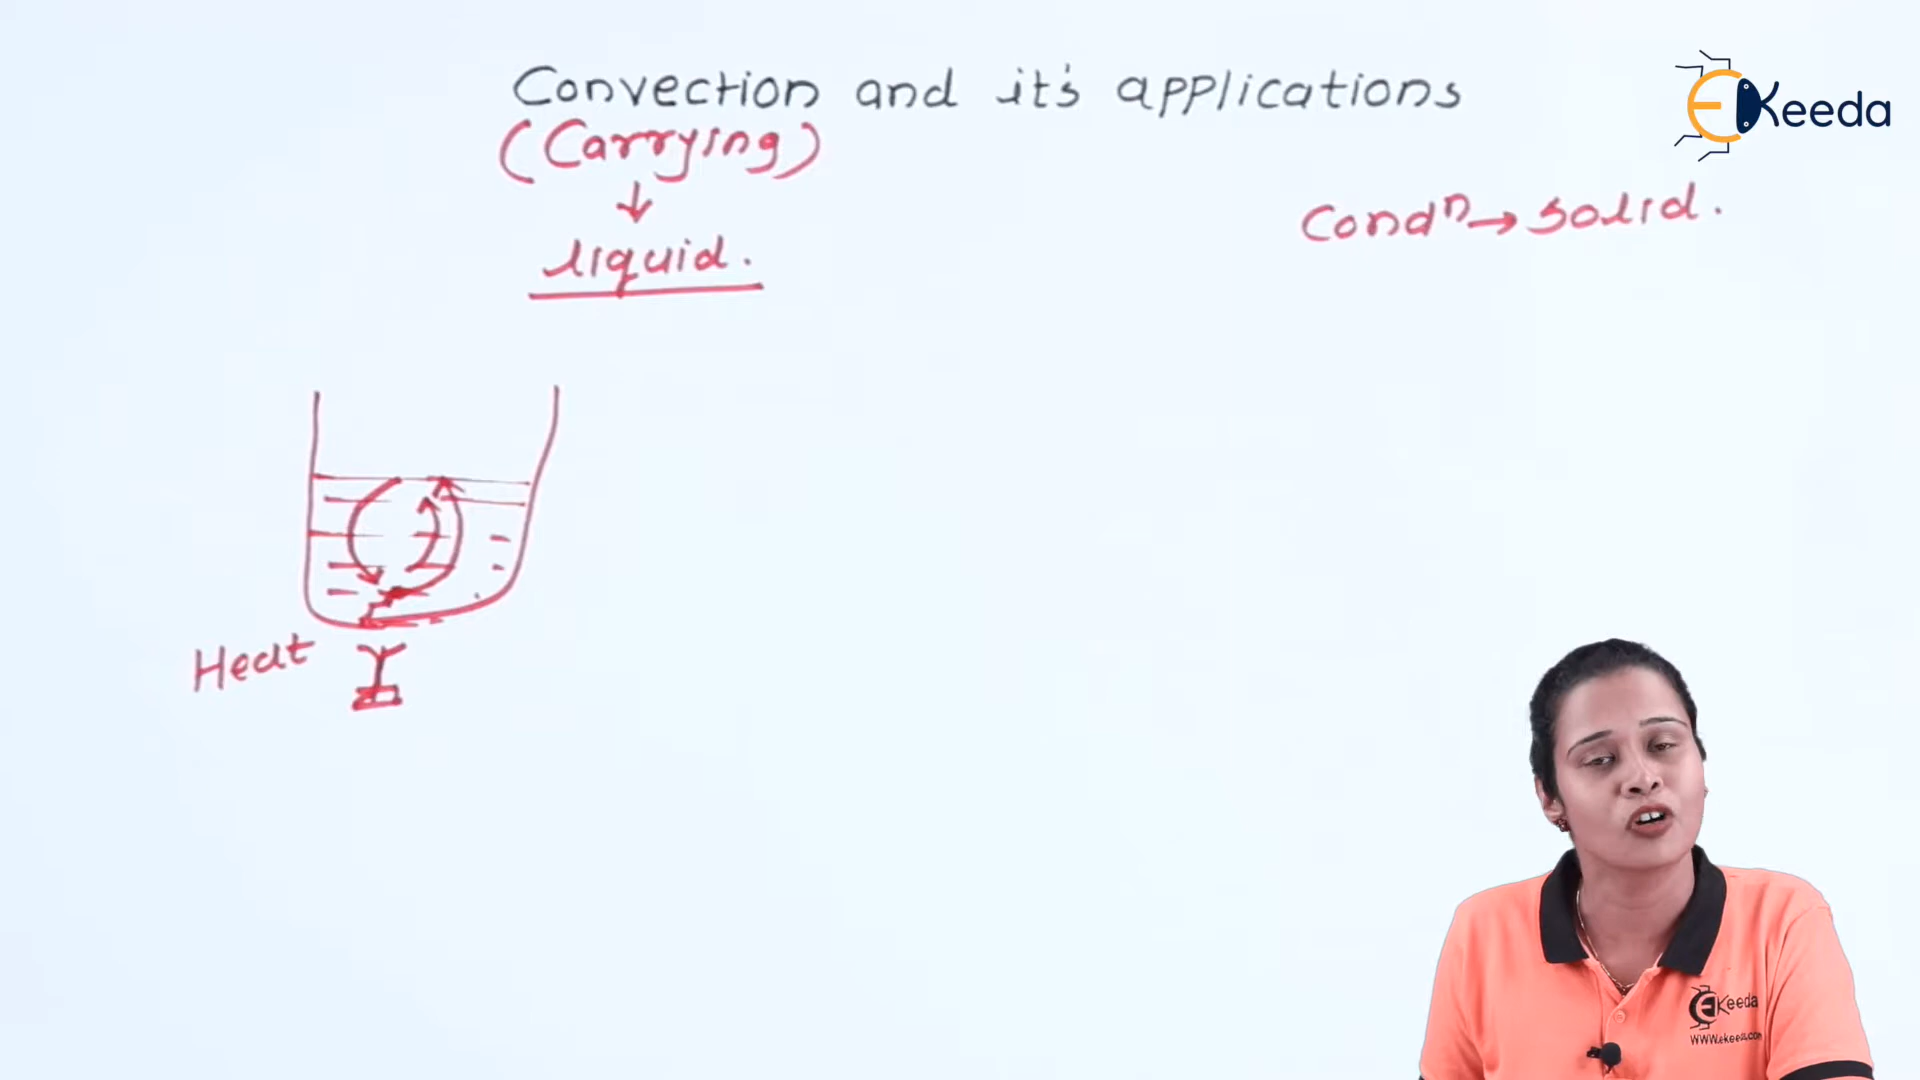 Convection and it's applications
(Carrying)
↓
liquid.
Condⁿ → solid.
Heat
EKeeda
EKeeda
www.ekeeda.com